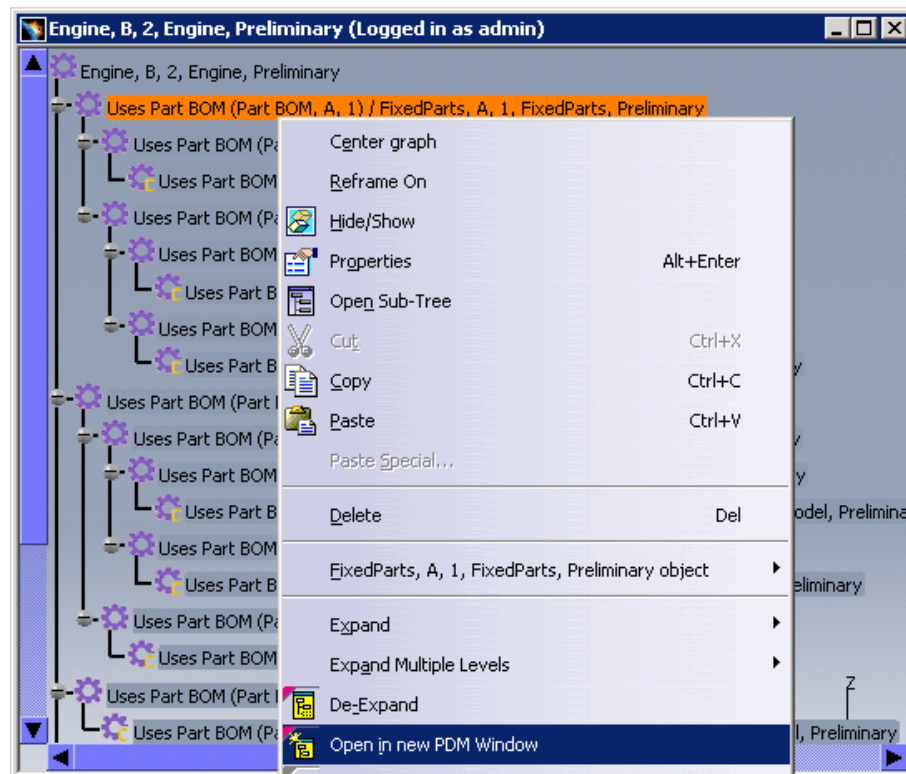 Engine, B, 2, Engine, Preliminary (Logged in as admin)
Engine, B, 2, Engine, Preliminary
Uses Part BOM (Part BOM, A, 1) / FixedParts, A, 1, FixedParts, Preliminary
Uses Part BOM (Pa
Center graph
Uses Part BOM
Reframe On
Uses Part BOM (Pa
Hide/Show
Uses Part BOM
Properties Alt+Enter
Uses Part B
Open Sub-Tree
Uses Part BOM
Cut Ctrl+X
Uses Part B
y
Copy Ctrl+C
Uses Part BOM (Part
Paste Ctrl+V
Uses Part BOM (Pa
y
Paste Special...
Uses Part BOM
y
Uses Part B
Delete Del
odel, Prelimina
Uses Part BOM
FixedParts, A, 1, FixedParts, Preliminary object
Uses Part B
eliminary
Uses Part BOM (Pa
Expand
Uses Part BOM
Expand Multiple Levels
Uses Part BOM (Part
De-Expand
z
Uses Part BOM (Pa
Open in new PDM Window
l, Preliminary